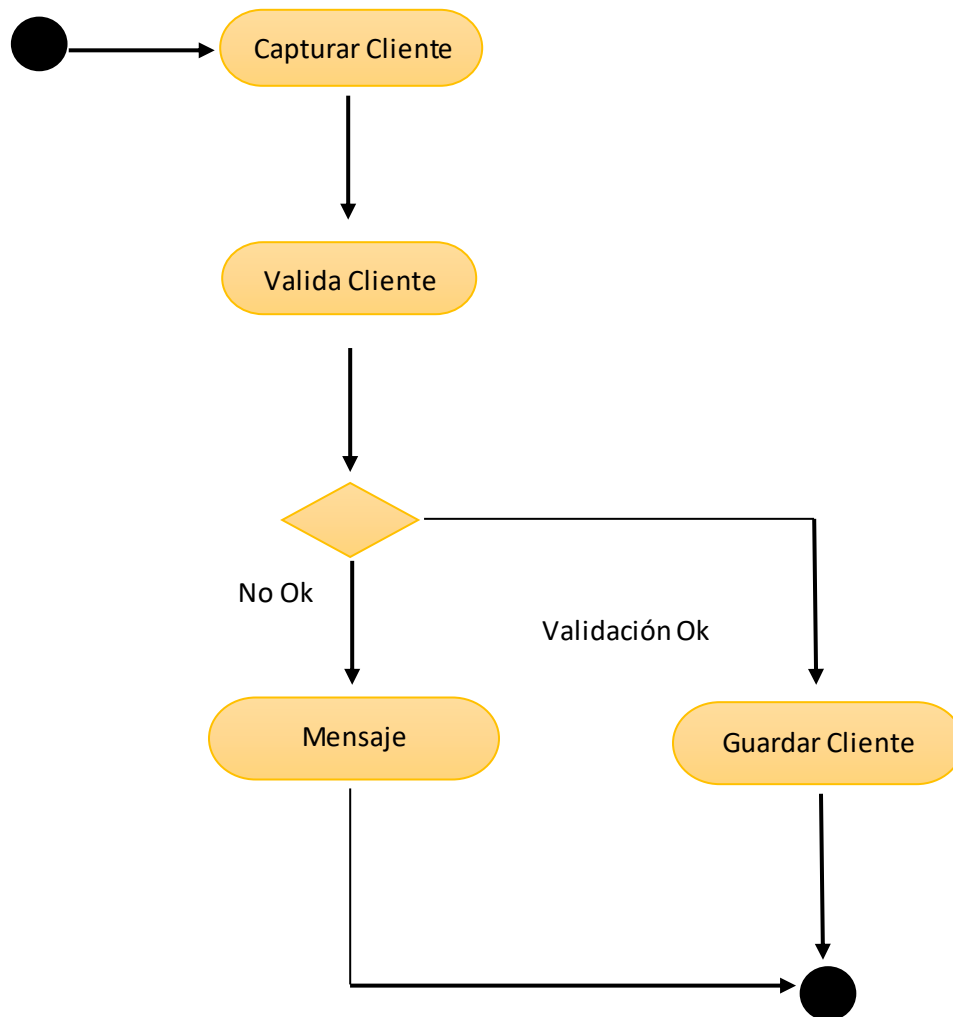 Capturar Cliente
Valida Cliente
No Ok
Validación Ok
Mensaje
Guardar Cliente